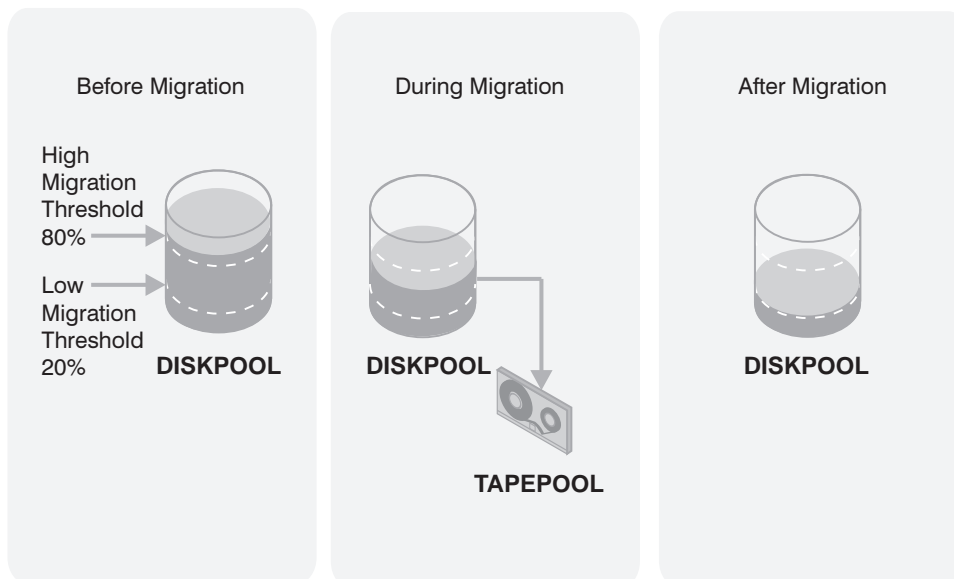 Before Migration
High
Migration
Threshold
80%
Low
Migration
Threshold
20%
DISKPOOL
During Migration
DISKPOOL
TAPEPOOL
After Migration
DISKPOOL